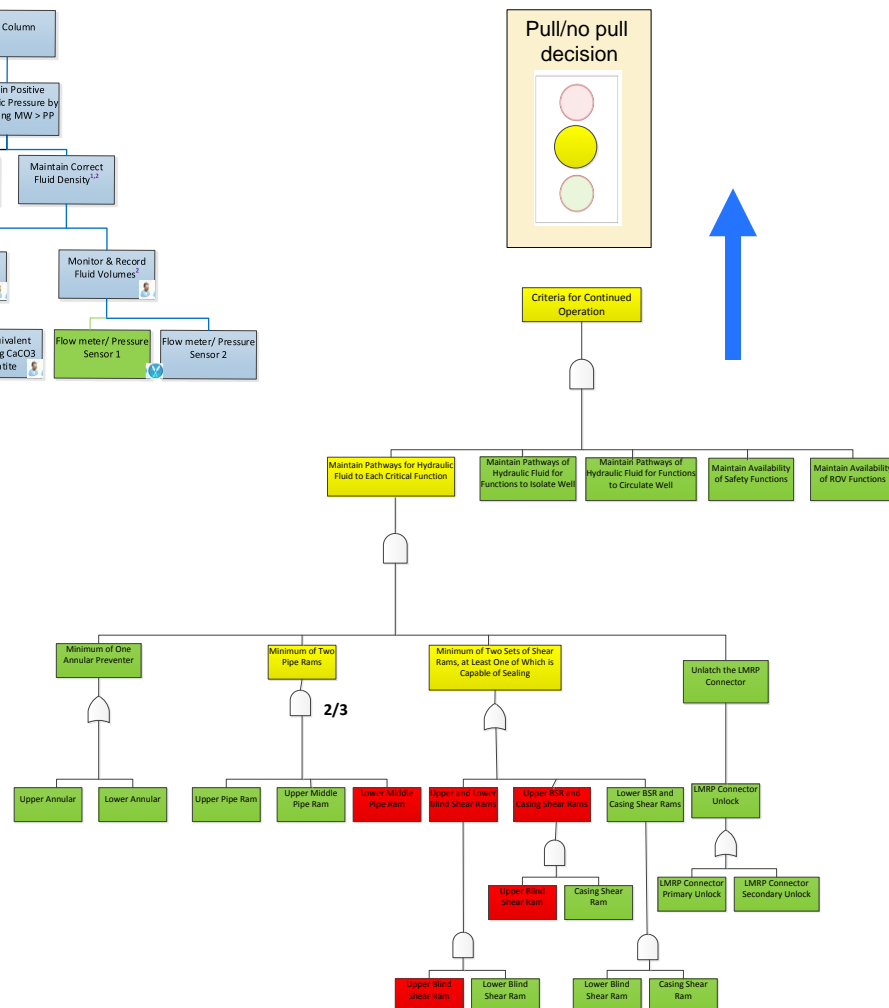 Column
Pull/no pull
decision
in Positive
ic Pressure by
ng MW > PP
Maintain Correct
Fluid Density1,2
Monitor & Record
Fluid Volumes2
Criteria for Continued
Operation
ivalent
g CaCO3
tite
Flow meter/ Pressure
Sensor 1
Flow meter/ Pressure
Sensor 2
Maintain Pathways for Hydraulic
Fluid to Each Critical Function
Maintain Pathways of
Hydraulic Fluid for
Functions to Isolate Well
Maintain Pathways of
Hydraulic Fluid for Functions
to Circulate Well
Maintain Availability
of Safety Functions
Maintain Availability
of ROV Functions
Minimum of One
Annular Preventer
Minimum of Two
Pipe Rams
Minimum of Two Sets of Shear
Rams, at Least One of Which is
Capable of Sealing
Unlatch the LMRP
Connector
2/3
Upper Annular
Lower Annular
Upper Pipe Ram
Upper Middle
Pipe Ram
Lower Middle
Pipe Ram
Upper and Lower
Blind Shear Rams
Upper BSR and
Casing Shear Rams
Lower BSR and
Casing Shear Rams
LMRP Connector
Unlock
Upper Blind
Shear Ram
Casing Shear
Ram
LMRP Connector
Primary Unlock
LMRP Connector
Secondary Unlock
Upper Blind
Shear Ram
Lower Blind
Shear Ram
Lower Blind
Shear Ram
Casing Shear
Ram